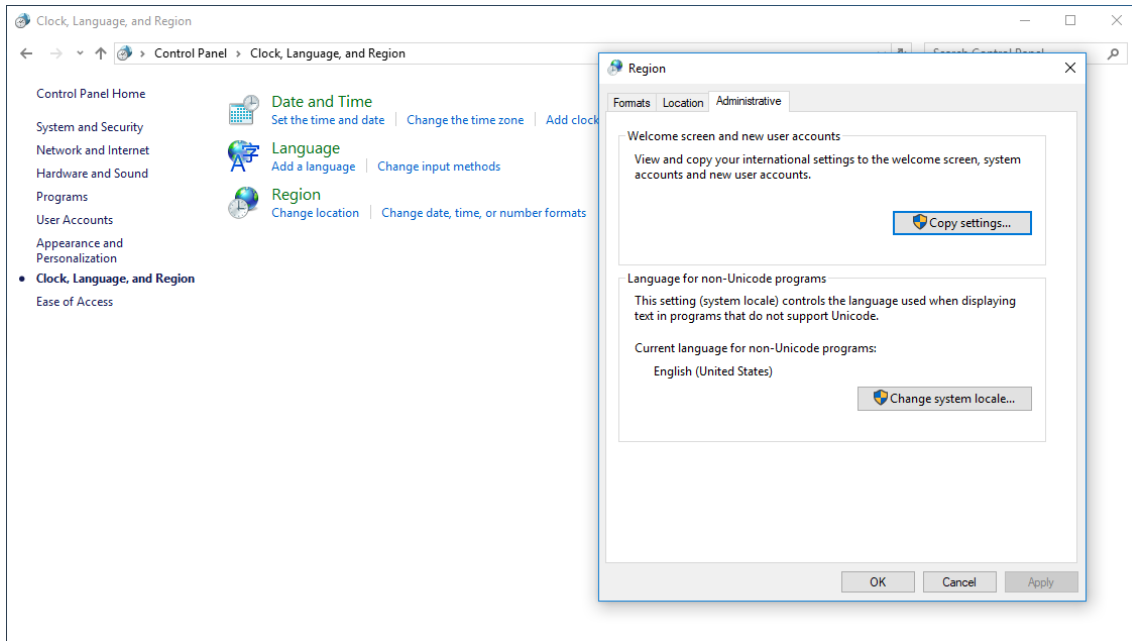 Clock, Language, and Region
Control Panel › Clock, Language, and Region
Control Panel Home
System and Security
Network and Internet
Hardware and Sound
Programs
User Accounts
Appearance and
Personalization
Clock, Language, and Region
Ease of Access
Date and Time
Set the time and date Change the time zone Add clock
Language
Add a language Change input methods
Region
Change location Change date, time, or number formats
Region
Formats Location Administrative
Welcome screen and new user accounts
View and copy your international settings to the welcome screen, system
accounts and new user accounts.
Copy settings...
Language for non-Unicode programs
This setting (system locale) controls the language used when displaying
text in programs that do not support Unicode.
Current language for non-Unicode programs:
English (United States)
Change system locale...
OK Cancel Apply